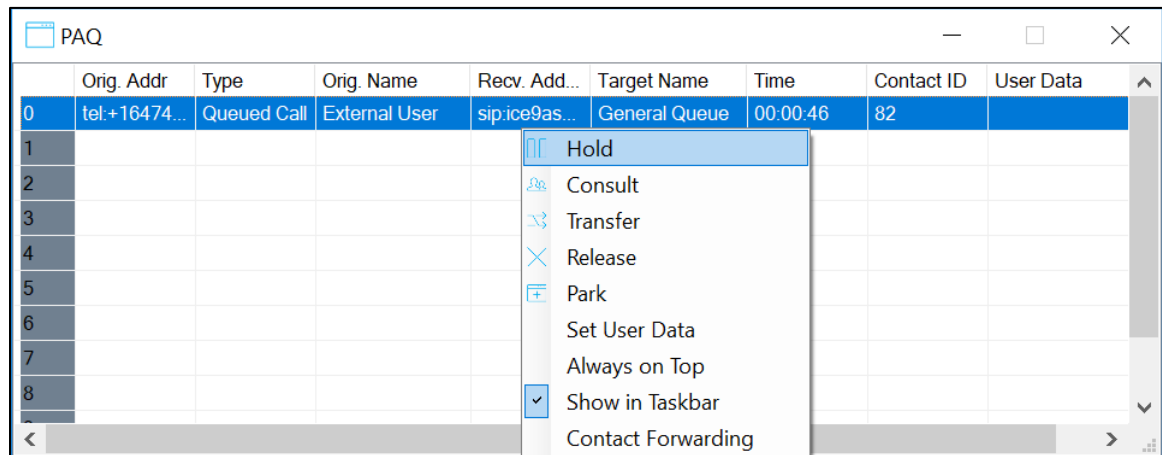 PAQ
Orig. Addr Type Orig. Name Recv. Add... Target Name Time Contact ID User Data
0 tel:+16474... Queued Call External User sip:ice9as... General Queue 00:00:46 82
1 Hold
2 Consult
3 Transfer
4 Release
5 Park
6 Set User Data
7 Always on Top
8 Show in Taskbar
Contact Forwarding